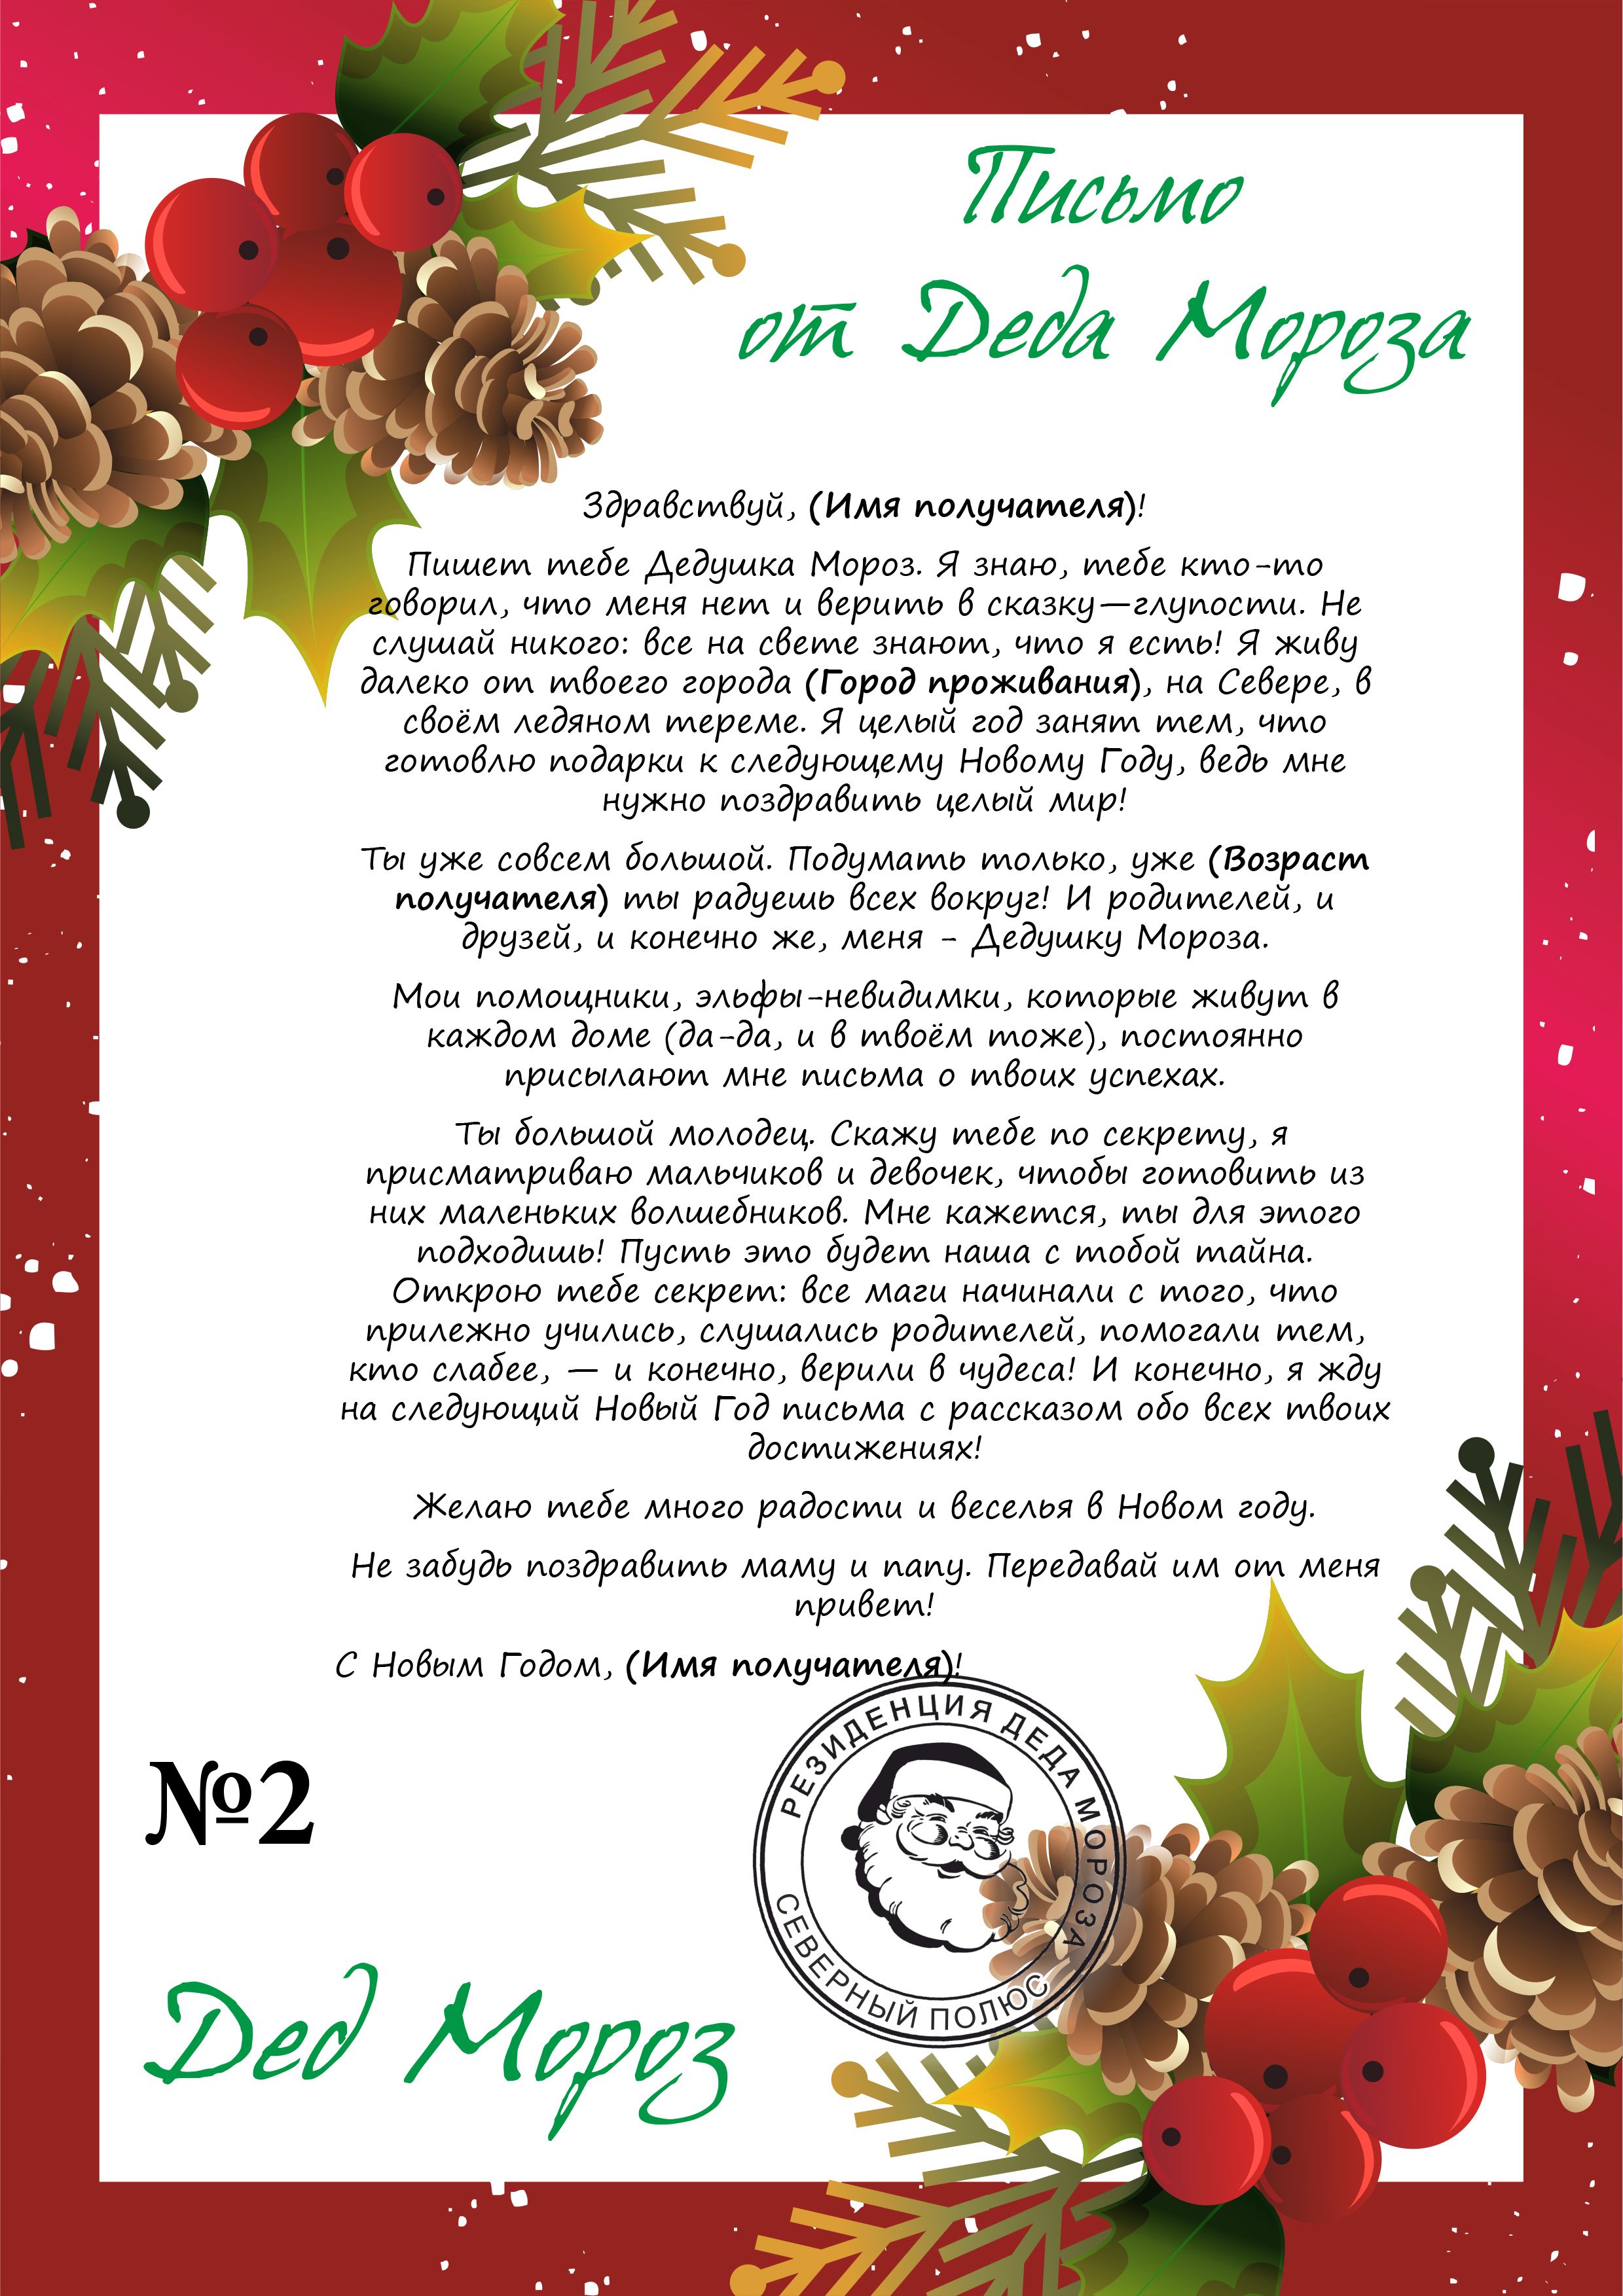 Письмо
от Деда Мороза
Здравствуй, (Имя получателя)!
Пишет тебе Дедушка Мороз. Я знаю, тебе кто-то
говорил, что меня нет и верить в сказку—глупости. Не
слушай никого: все на свете знают, что я есть! Я живу
далеко от твоего города (Город проживания), на Севере, в
своём ледяном тереме. Я целый год занят тем, что
готовлю подарки к следующему Новому Году, ведь мне
нужно поздравить целый мир!
Ты уже совсем большой. Подумать только, уже (Возраст
получателя) ты радуешь всех вокруг! И родителей, и
друзей, и конечно же, меня - Дедушку Мороза.
Мои помощники, эльфы-невидимки, которые живут в
каждом доме (да-да, и в твоём тоже), постоянно
присылают мне письма о твоих успехах.
Ты большой молодец. Скажу тебе по секрету, я
присматриваю мальчиков и девочек, чтобы готовить из
них маленьких волшебников. Мне кажется, ты для этого
подходишь! Пусть это будет наша с тобой тайна.
Открою тебе секрет: все маги начинали с того, что
прилежно учились, слушались родителей, помогали тем,
кто слабее, — и конечно, верили в чудеса! И конечно, я жду
на следующий Новый Год письма с рассказом обо всех твоих
достижениях!
Желаю тебе много радости и веселья в Новом году.
Не забудь поздравить маму и папу. Передавай им от меня
привет!
С Новым Годом, (Имя получателя)!
РЕЗИДЕНЦИЯ ДЕДА МОРОЗА
СЕВЕРНЫЙ ПОЛЮС
№2
Дед Мороз